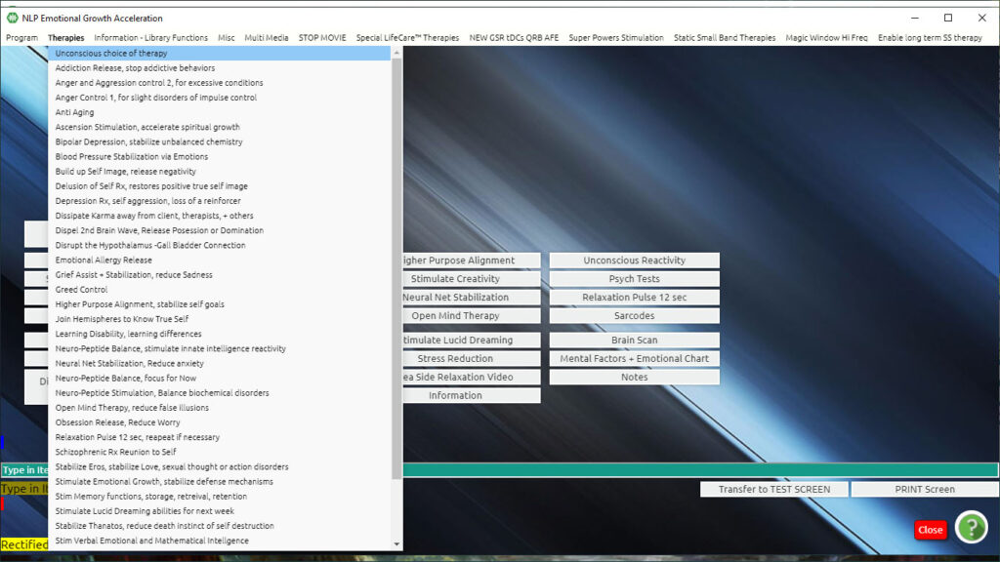 NLP Emotional Growth Acceleration
Program Therapies Information - Library Functions Misc Multi Media STOP MOVIE Special LifeCare™ Therapies NEW GSR tDCs QRB AFE Super Powers Stimulation Static Small Band Therapies Magic Window Hi Freq Enable long term SS therapy
Unconscious choice of therapy
Addiction Release, stop addictive behaviors
Anger and Aggression control 2, for excessive conditions
Anger Control 1, for slight disorders of impulse control
Anti Aging
Ascension Stimulation, accelerate spiritual growth
Bipolar Depression, stabilize unbalanced chemistry
Blood Pressure Stabilization via Emotions
Build up Self Image, release negativity
Delusion of Self Rx, restores positive true self image
Depression Rx, self aggression, loss of a reinforcer
Dissipate Karma away from client, therapists, + others
Dispel 2nd Brain Wave, Release Posession or Domination
Disrupt the Hypothalamus -Gall Bladder Connection
Emotional Allergy Release
Grief Assist + Stabilization, reduce Sadness
Greed Control
Higher Purpose Alignment, stabilize self goals
Join Hemispheres to Know True Self
Learning Disability, learning differences
Neuro-Peptide Balance, stimulate innate intelligence reactivity
Neural Net Stabilization, Reduce anxiety
Neuro-Peptide Balance, focus for Now
Neuro-Peptide Stimulation, Balance biochemical disorders
Open Mind Therapy, reduce false illusions
Obsession Release, Reduce Worry
Relaxation Pulse 12 sec, reapeat if necessary
Schizophrenic Rx Reunion to Self
Stabilize Eros, stabilize Love, sexual thought or action disorders
Stimulate Emotional Growth, stabilize defense mechanisms
Stim Memory functions, storage, retreival, retention
Stimulate Lucid Dreaming abilities for next week
Stabilize Thanatos, reduce death instinct of self destruction
Stim Verbal Emotional and Mathematical Intelligence
igher Purpose Alignment Unconscious Reactivity
S Stimulate Creativity Psych Tests
Neural Net Stabilization Relaxation Pulse 12 sec
Open Mind Therapy Sarcodes
timulate Lucid Dreaming Brain Scan
Stress Reduction Mental Factors + Emotional Chart
Di ea Side Relaxation Video Notes
Information
Type in Ite
Type in It
Transfer to TEST SCREEN PRINT Screen
Close ?
Rectified